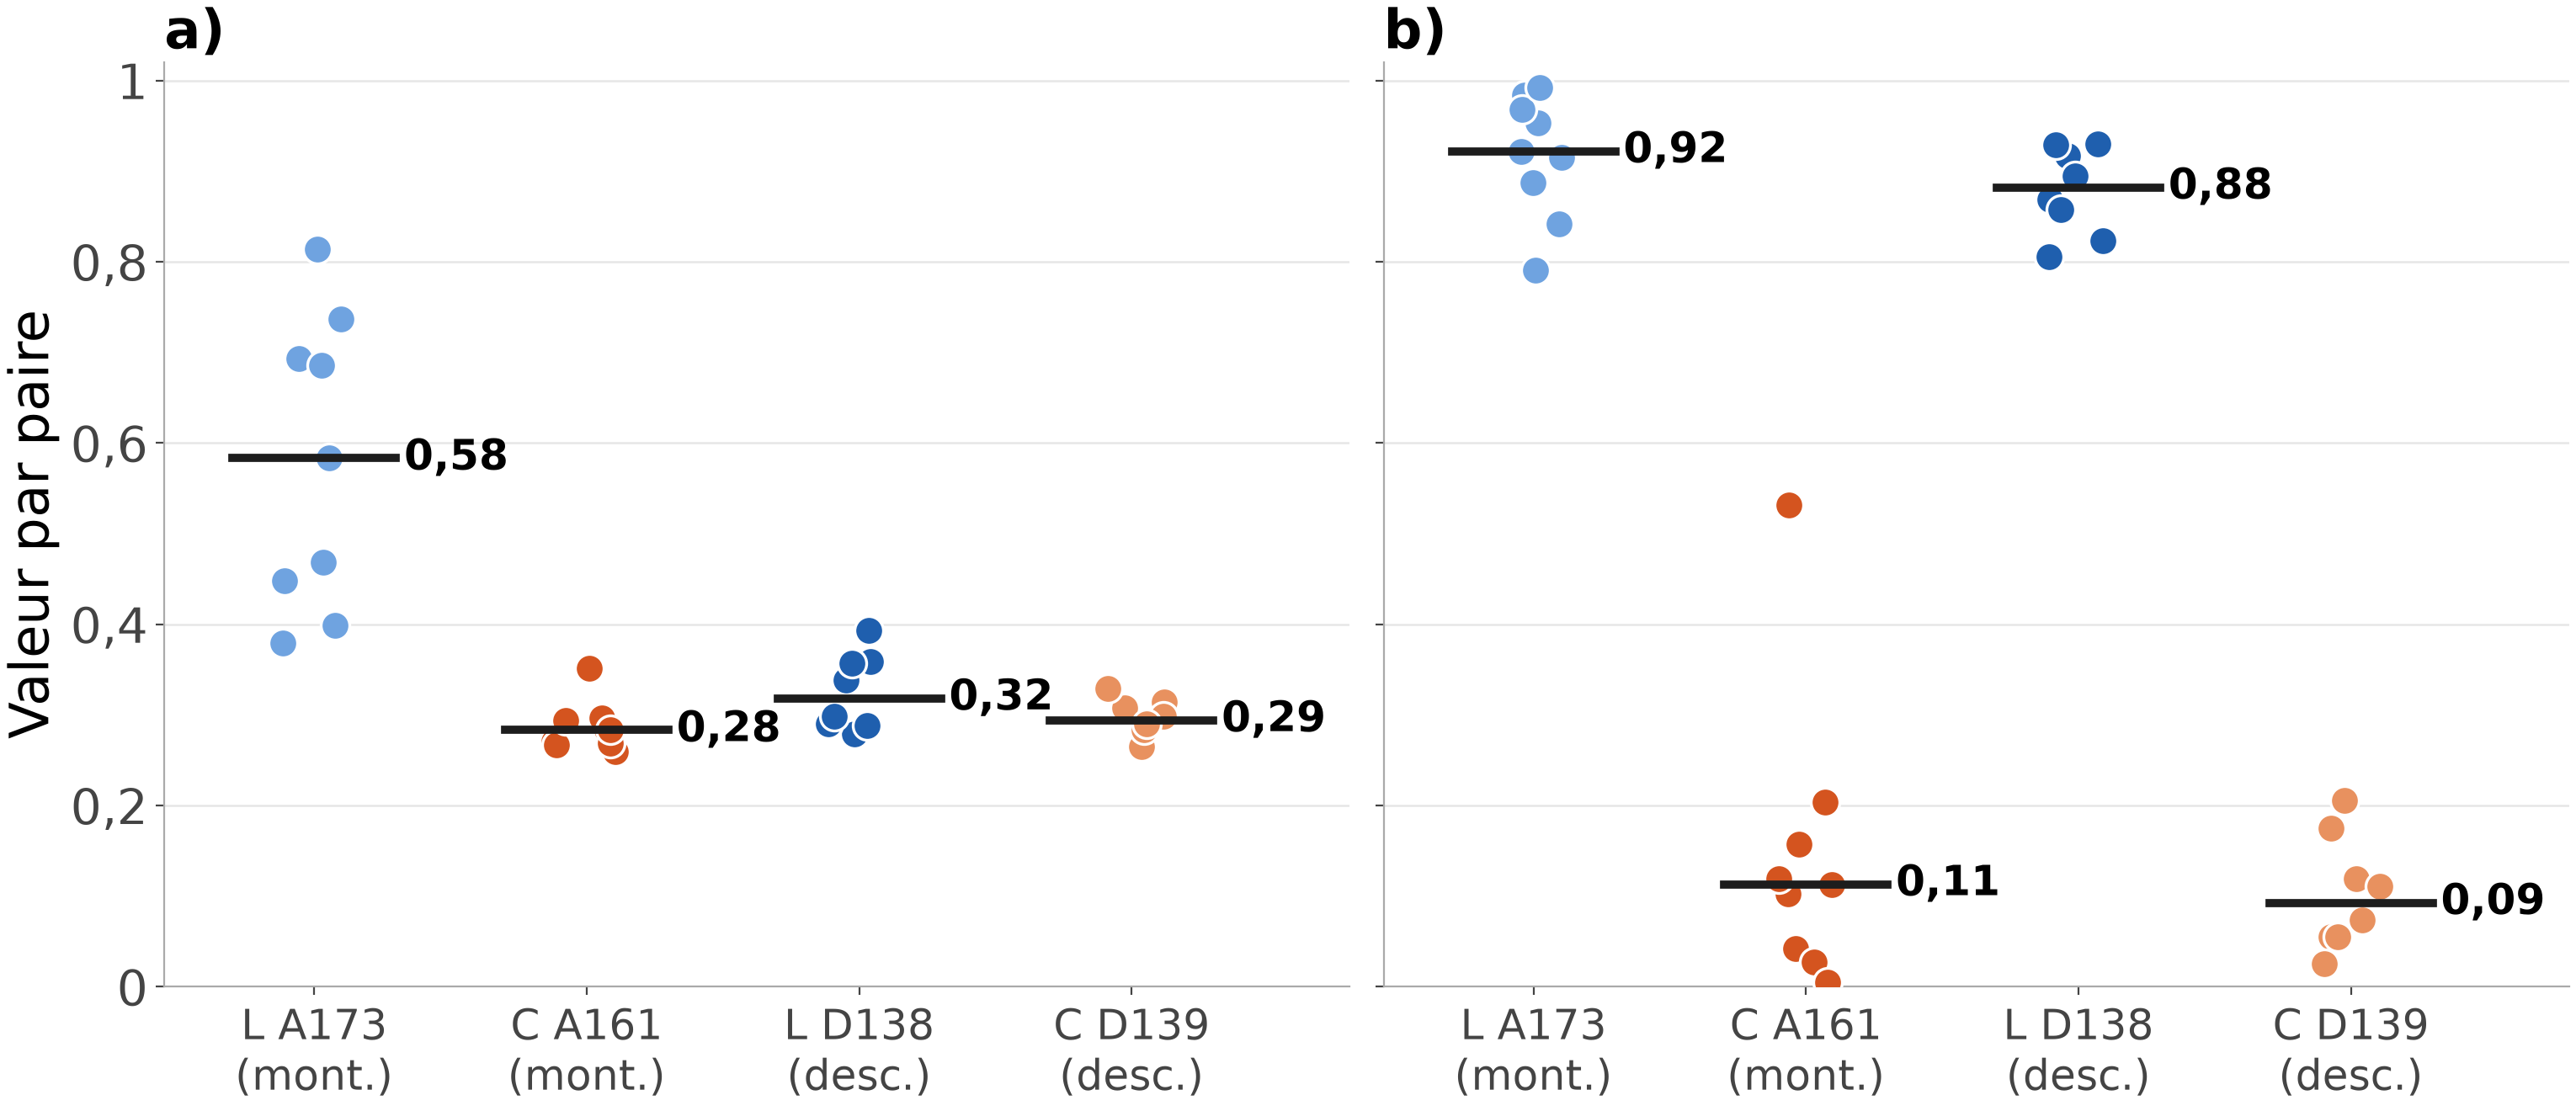 a)
b)
Valeur par paire
1
0,8
0,6
0,4
0,2
0
0,58
0,28
0,32
0,29
0,92
0,11
0,88
0,09
L A173
(mont.)
C A161
(mont.)
L D138
(desc.)
C D139
(desc.)
L A173
(mont.)
C A161
(mont.)
L D138
(desc.)
C D139
(desc.)